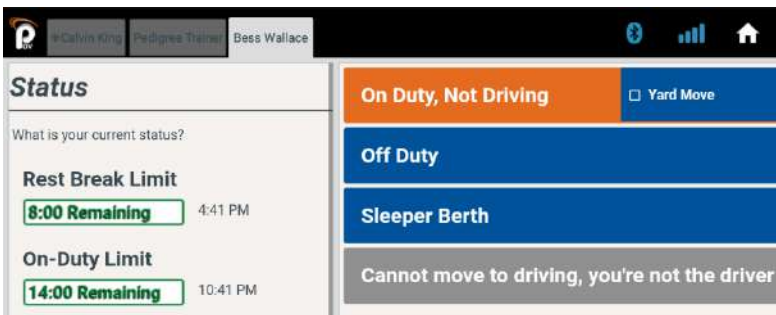 Pov
+Calvin King Pedigree Trainer Bess Wallace
Status
What is your current status?
Rest Break Limit
8:00 Remaining 4:41 PM
On-Duty Limit
14:00 Remaining 10:41 PM
On Duty, Not Driving
Yard Move
Off Duty
Sleeper Berth
Cannot move to driving, you're not the driver